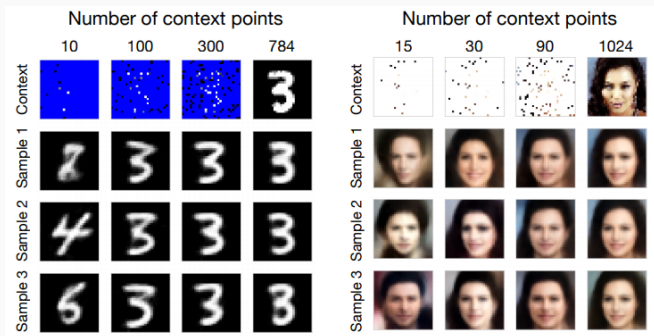 Number of context points
10 100 300 784
Context
Sample 1
Sample 2
Sample 3
Number of context points
15 30 90 1024
Context
Sample 1
Sample 2
Sample 3